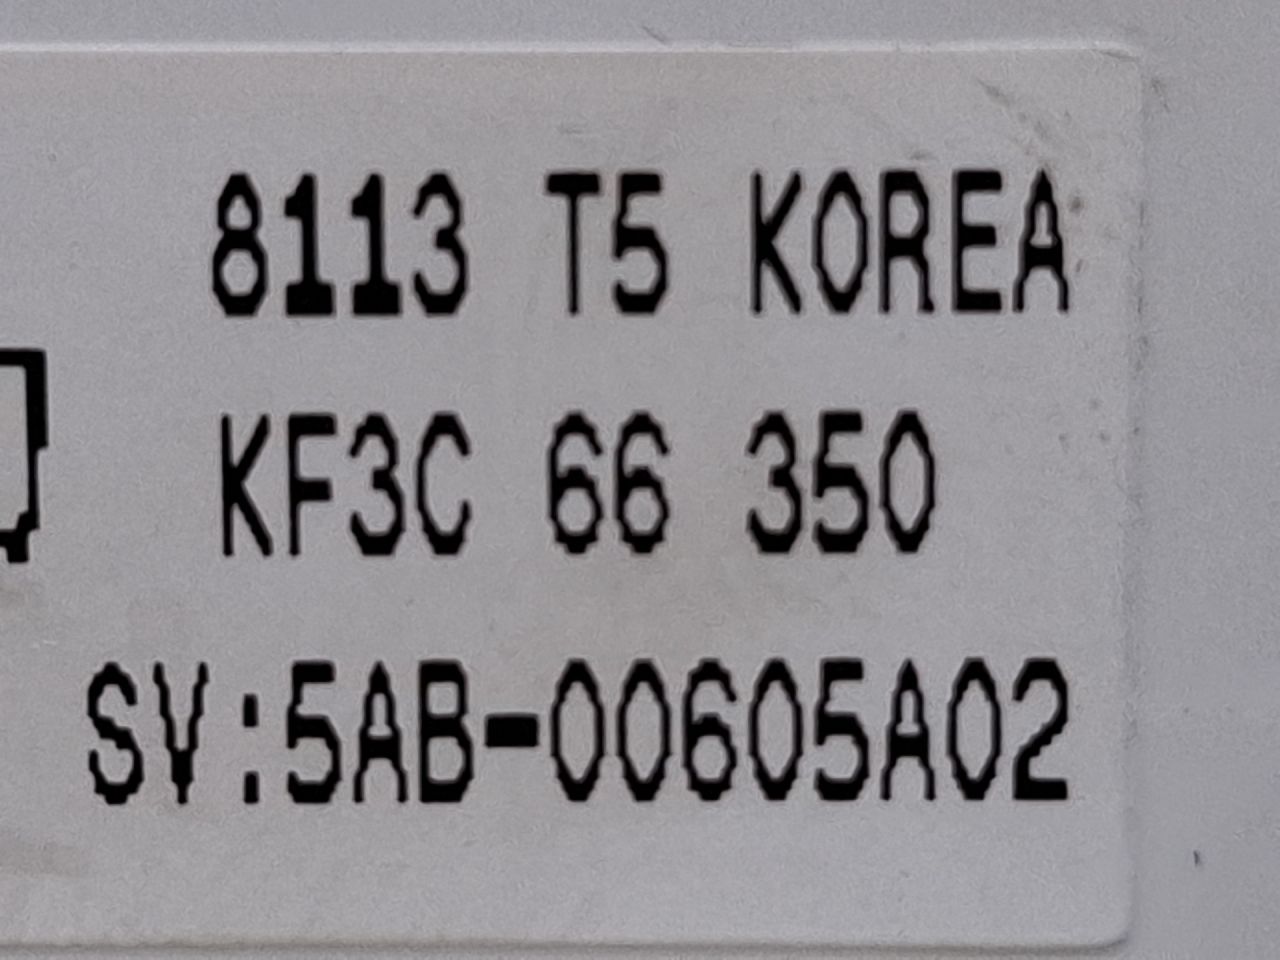 8113 T5 KOREA
KF3C 66 350
SV:5AB-00605A02